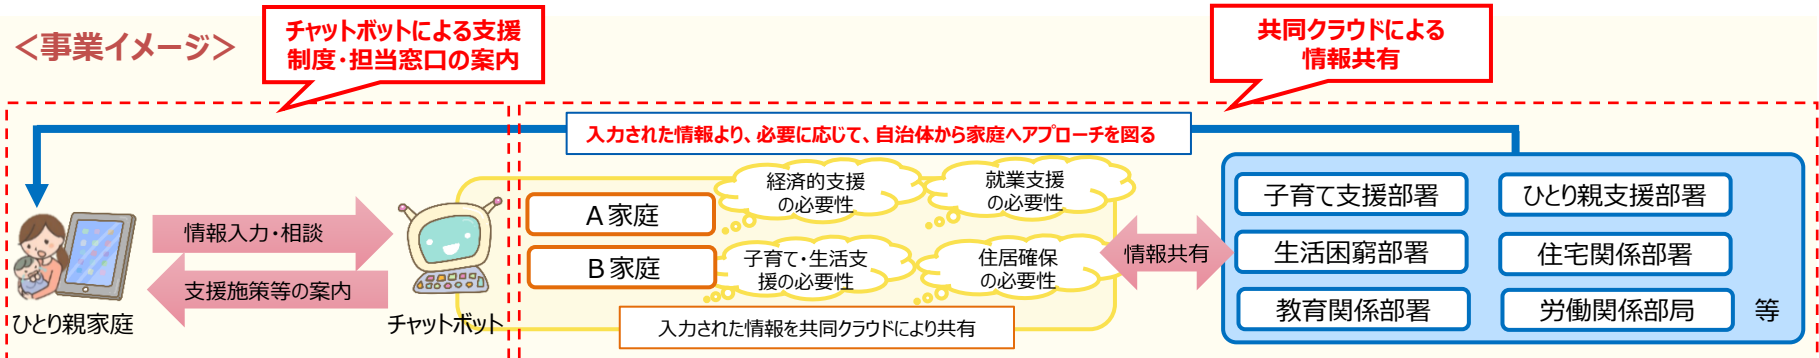 <事業イメージ>
チャットボットによる支援
制度・担当窓口の案内
共同クラウドによる
情報共有
入力された情報より、必要に応じて、自治体から家庭へアプローチを図る
ひとり親家庭
情報入力・相談
支援施策等の案内
チャットボット
A家庭
B家庭
経済的支援
の必要性
就業支援
の必要性
子育て・生活支
援の必要性
住居確保
の必要性
入力された情報を共同クラウドにより共有
情報共有
子育て支援部署
ひとり親支援部署
生活困窮部署
住宅関係部署
教育関係部署
労働関係部局
等